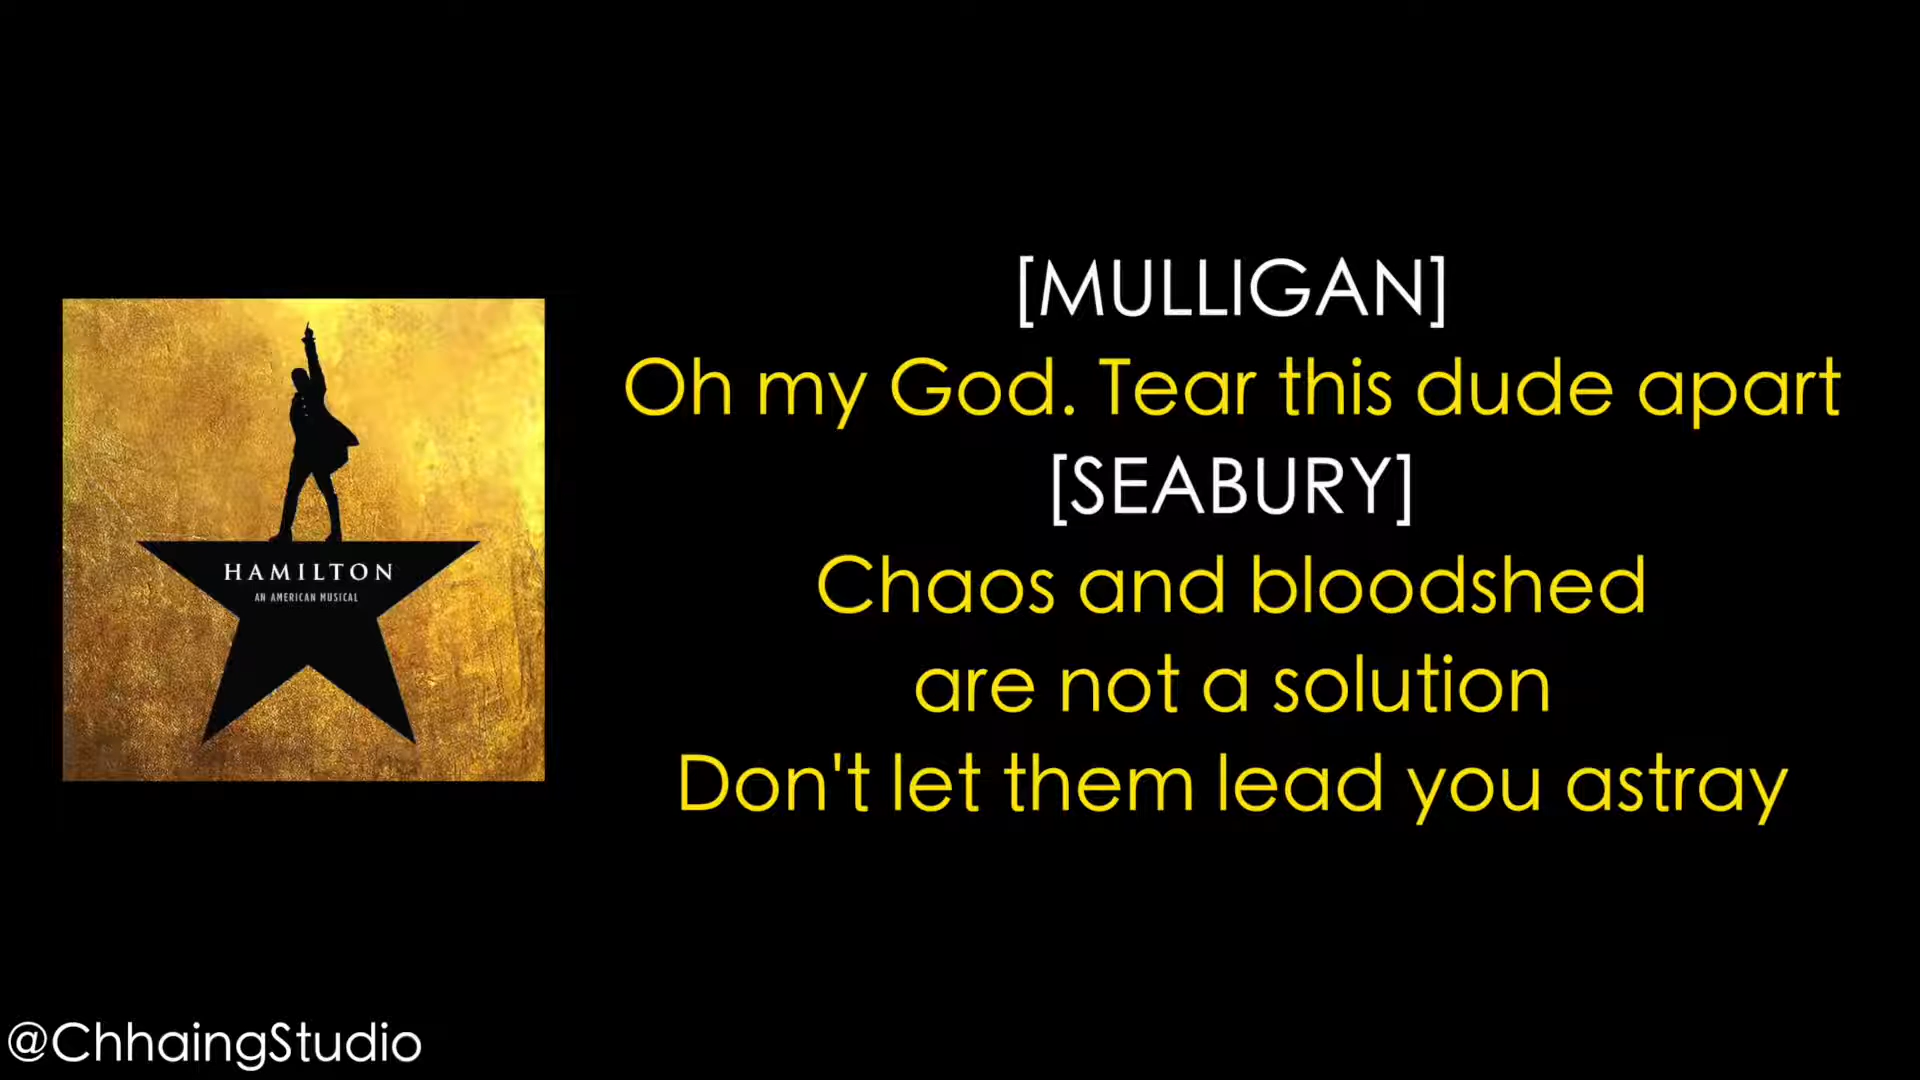 HAMILTON
AN AMERICAN MUSICAL
[MULLIGAN]
Oh my God. Tear this dude apart
[SEABURY]
Chaos and bloodshed
are not a solution
Don't let them lead you astray
@ChhaingStudio